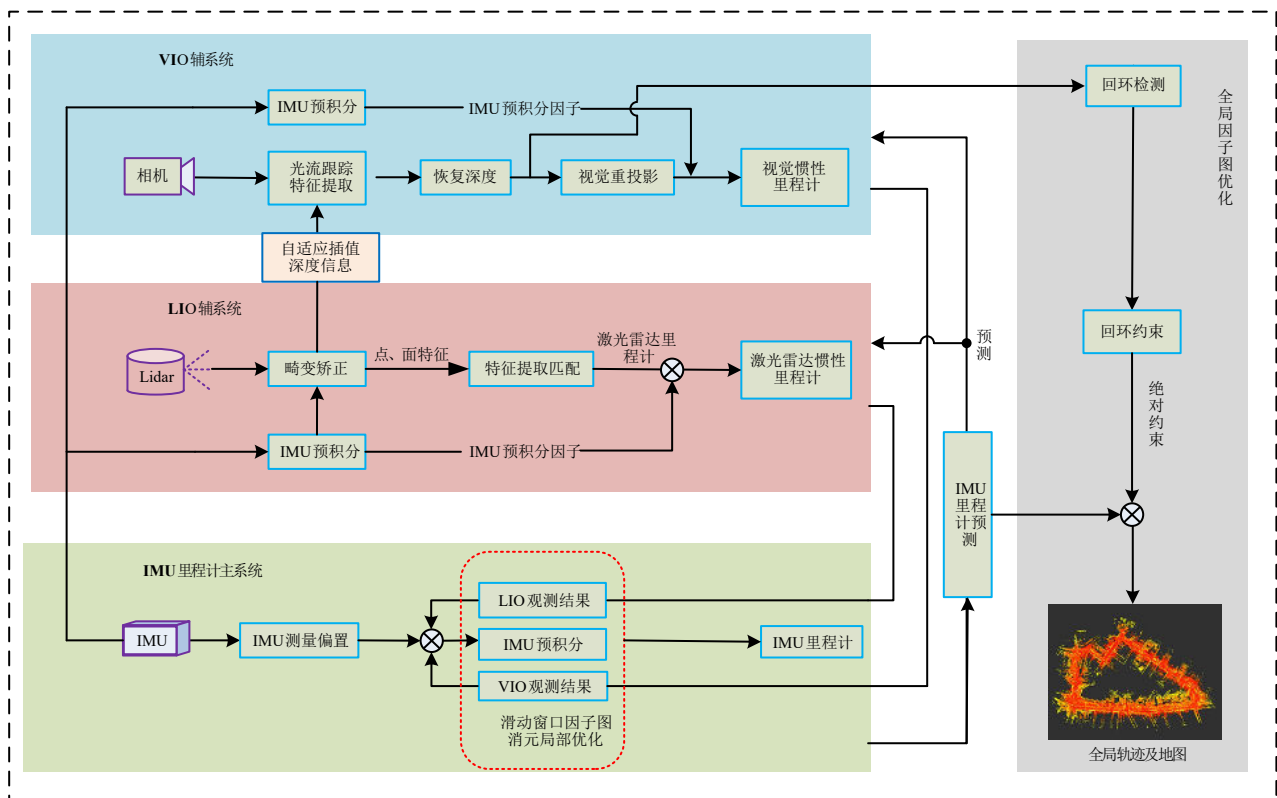 VIO辅系统
IMU预积分
IMU预积分因子
相机
光流跟踪
特征提取
恢复深度
视觉重投影
视觉惯性
里程计
自适应插值
深度信息
LIO辅系统
Lidar
畸变矫正
点、面特征
特征提取匹配
激光雷达里
程计
激光雷达惯性
里程计
IMU预积分
IMU预积分因子
IMU里程计主系统
IMU
IMU测量偏置
LIO观测结果
IMU预积分
VIO观测结果
滑动窗口因子图
消元局部优化
IMU里程计
预
测
IMU
里程
计预
测
回环检测
全
局
因
子
图
优
化
回环约束
绝
对
约
束
全局轨迹及地图